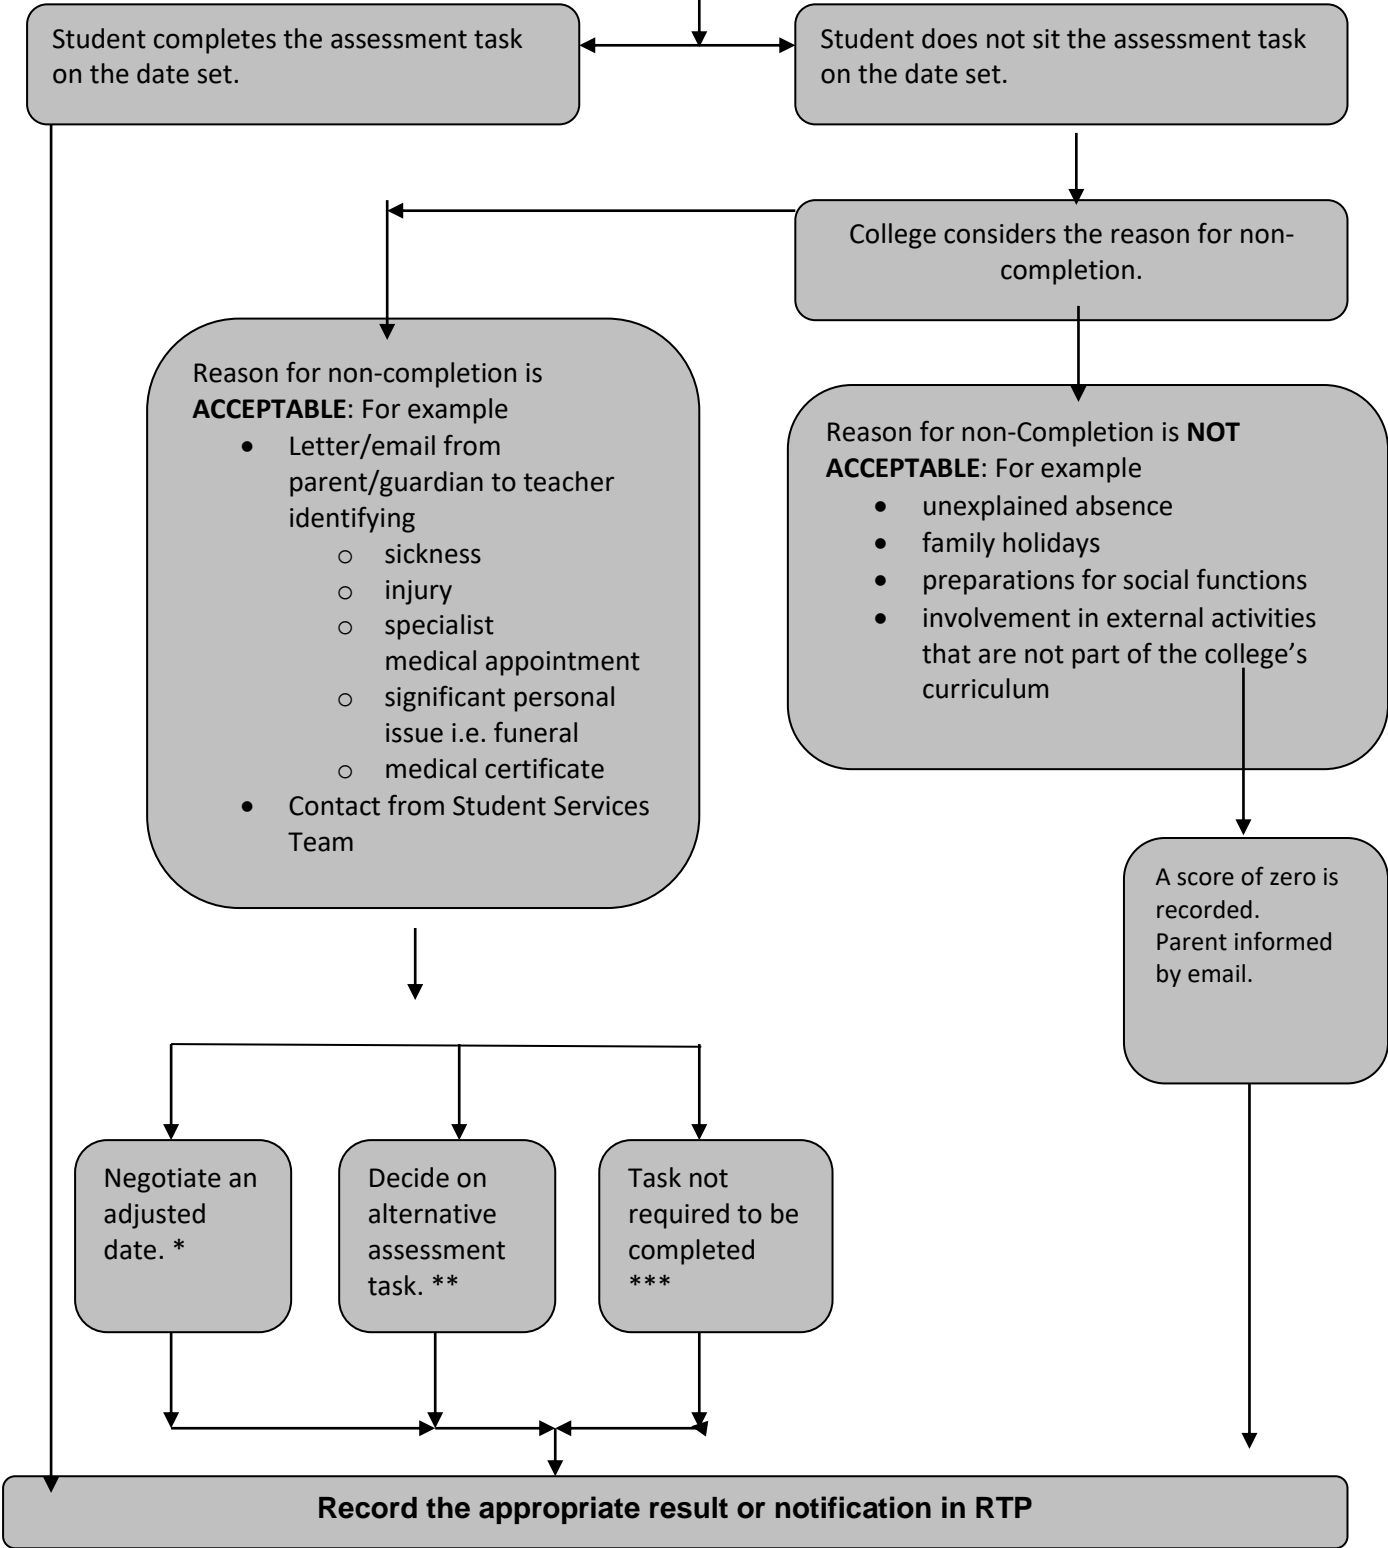 Student completes the assessment task
on the date set.
Student does not sit the assessment task
on the date set.
College considers the reason for non-
completion.
Reason for non-completion is
ACCEPTABLE: For example
• Letter/email from
parent/guardian to teacher
identifying
o sickness
o injury
o specialist
medical appointment
o significant personal
issue i.e. funeral
o medical certificate
• Contact from Student Services
Team
Reason for non-Completion is NOT
ACCEPTABLE: For example
• unexplained absence
• family holidays
• preparations for social functions
• involvement in external activities
that are not part of the college’s
curriculum
A score of zero is
recorded.
Parent informed
by email.
Negotiate an
adjusted
date. *
Decide on
alternative
assessment
task. **
Task not
required to be
completed
***
Record the appropriate result or notification in RTP